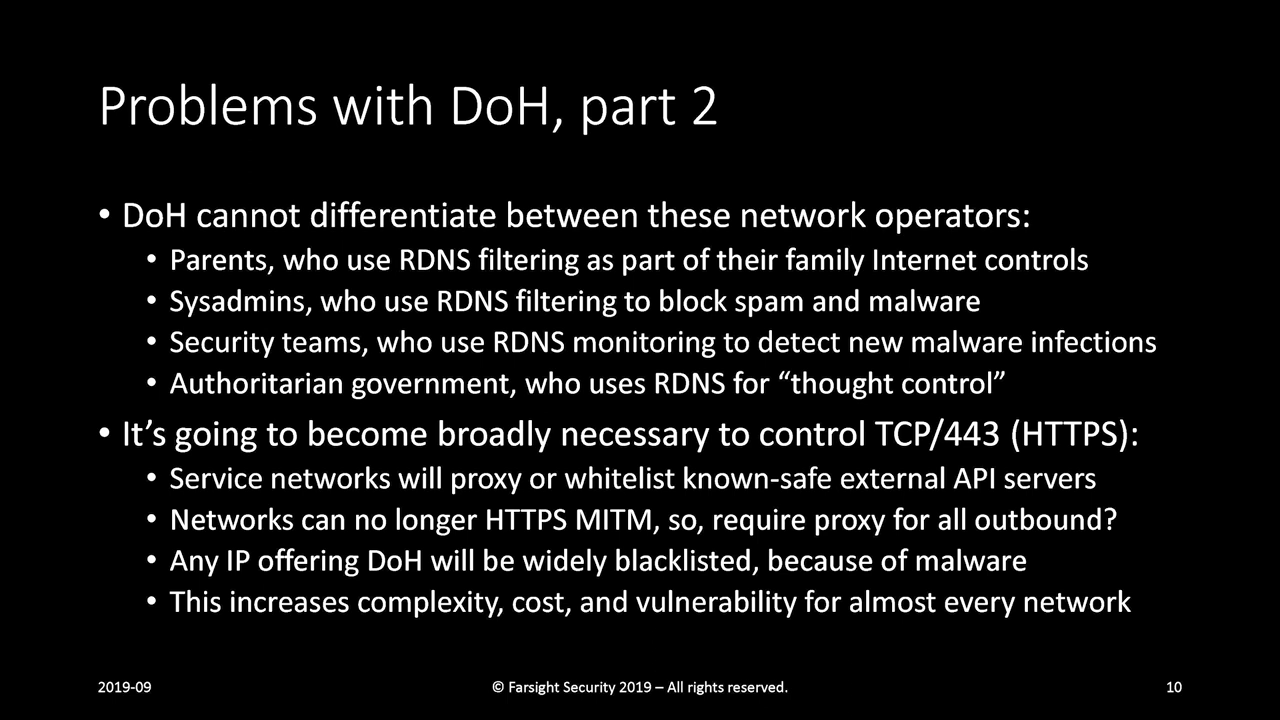 Problems with DoH, part 2
• DoH cannot differentiate between these network operators:
• Parents, who use RDNS filtering as part of their family Internet controls
• Sysadmins, who use RDNS filtering to block spam and malware
• Security teams, who use RDNS monitoring to detect new malware infections
• Authoritarian government, who uses RDNS for “thought control”
• It’s going to become broadly necessary to control TCP/443 (HTTPS):
• Service networks will proxy or whitelist known-safe external API servers
• Networks can no longer HTTPS MITM, so, require proxy for all outbound?
• Any IP offering DoH will be widely blacklisted, because of malware
• This increases complexity, cost, and vulnerability for almost every network
2019-09 © Farsight Security 2019 – All rights reserved. 10